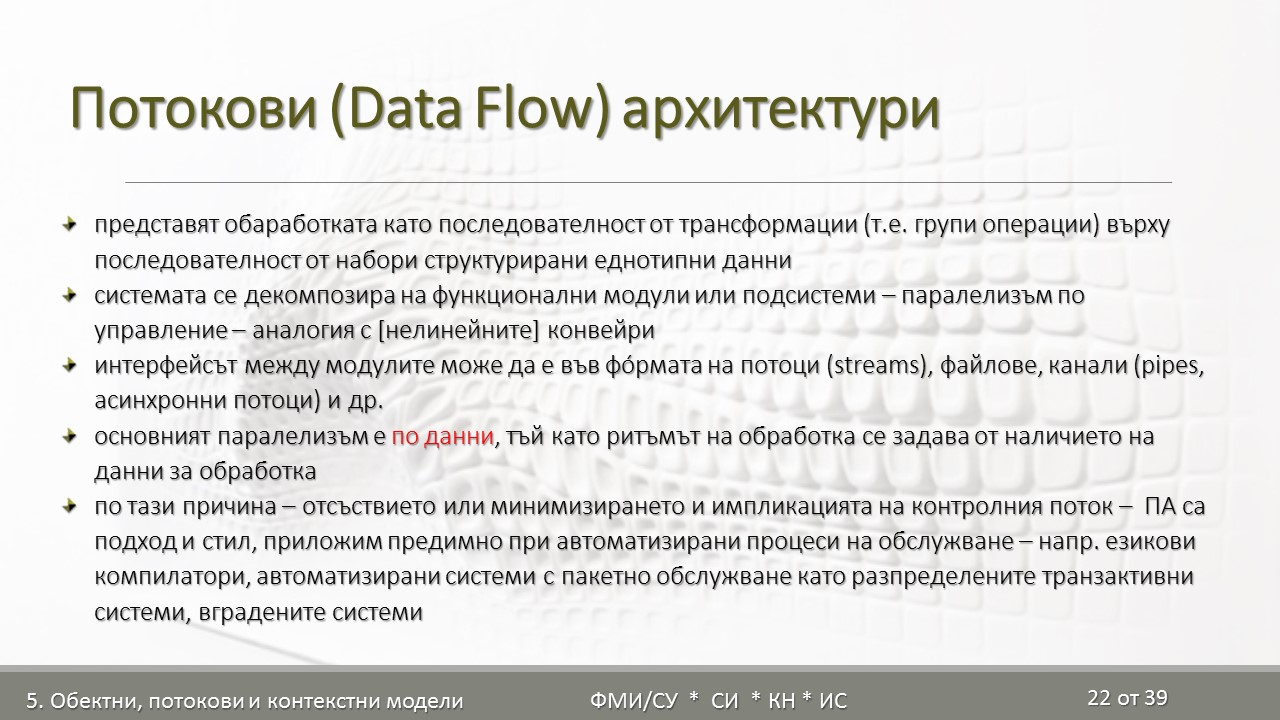 Потокови (Data Flow) архитектури
представят обаработката като последователност от трансформации (т.е. групи операции) върху
последователност от набори структурирани еднотипни данни
системата се декомпозира на функционални модули или подсистеми – паралелизъм по
управление – аналогия с [нелинейните] конвейри
интерфейсът между модулите може да е във фóрмата на потоци (streams), файлове, канали (pipes,
асинхронни потоци) и др.
основният паралелизъм е по данни, тъй като ритъмът на обработка се задава от наличието на
данни за обработка
по тази причина – отсъствието или минимизирането и импликацията на контролния поток – ПА са
подход и стил, приложим предимно при автоматизирани процеси на обслужване – напр. езикови
компилатори, автоматизирани системи с пакетно обслужване като разпределените транзактивни
системи, вградените системи
5. Обектни, потокови и контекстни модели ФМИ/СУ * СИ * КН * ИС 22 от 39